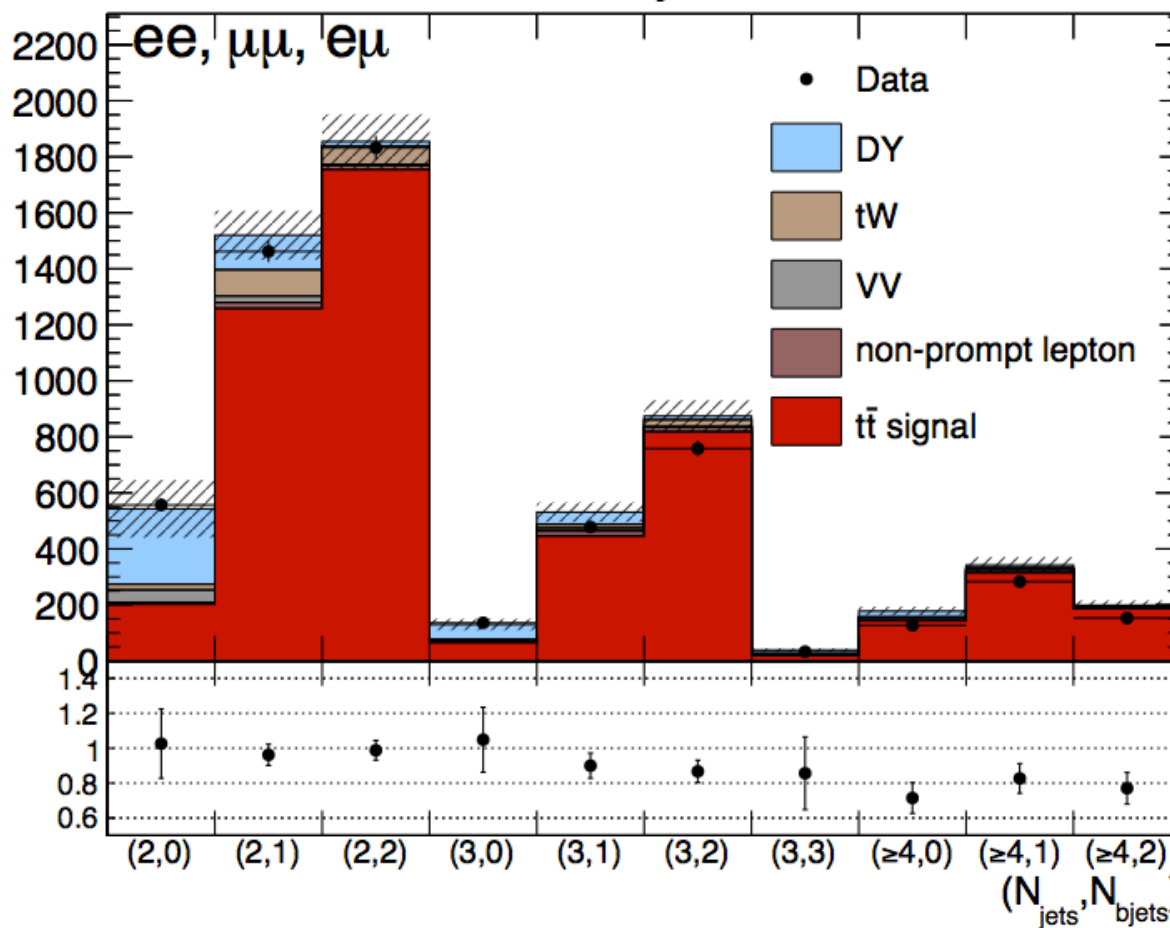 ee, μμ, eμ
2200
2000
1800
1600
1400
1200
1000
800
600
400
200
0
Data
DY
tW
VV
non-prompt lepton
tt̄ signal
1.4
1.2
1
0.8
0.6
(2,0) (2,1) (2,2) (3,0) (3,1) (3,2) (3,3) (≥4,0) (≥4,1) (≥4,2)
(N_jets,N_bjets